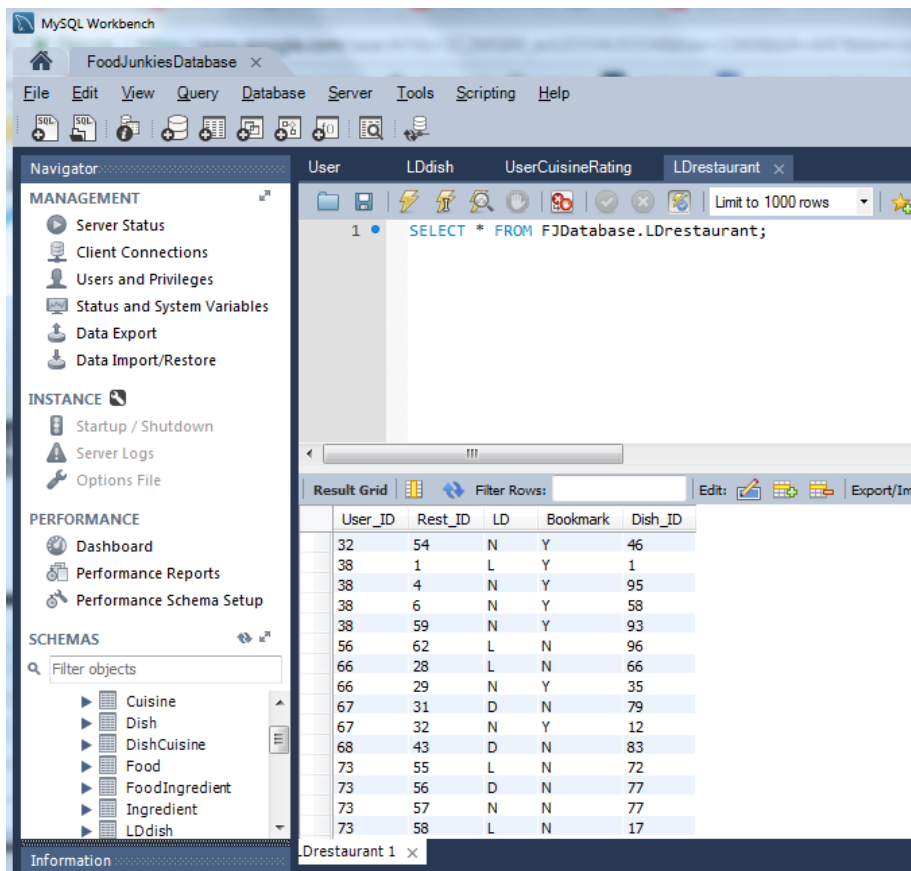 MySQL Workbench
FoodJunkiesDatabase
File Edit View Query Database Server Tools Scripting Help
Navigator
MANAGEMENT
Server Status
Client Connections
Users and Privileges
Status and System Variables
Data Export
Data Import/Restore
INSTANCE
Startup / Shutdown
Server Logs
Options File
PERFORMANCE
Dashboard
Performance Reports
Performance Schema Setup
SCHEMAS
Filter objects
Cuisine
Dish
DishCuisine
Food
FoodIngredient
Ingredient
LDdish
Information
User LDdish UserCuisineRating LDrestaurant
Limit to 1000 rows
1 SELECT * FROM FJDatabase.LDrestaurant;
Result Grid Filter Rows: Edit: Export/Im
User_ID Rest_ID LD Bookmark Dish_ID
32 54 N Y 46
38 1 L Y 1
38 4 N Y 95
38 6 N Y 58
38 59 N Y 93
56 62 L N 96
66 28 L N 66
66 29 N Y 35
67 31 D N 79
67 32 N Y 12
68 43 D N 83
73 55 L N 72
73 56 D N 77
73 57 N N 77
73 58 L N 17
LDrestaurant 1